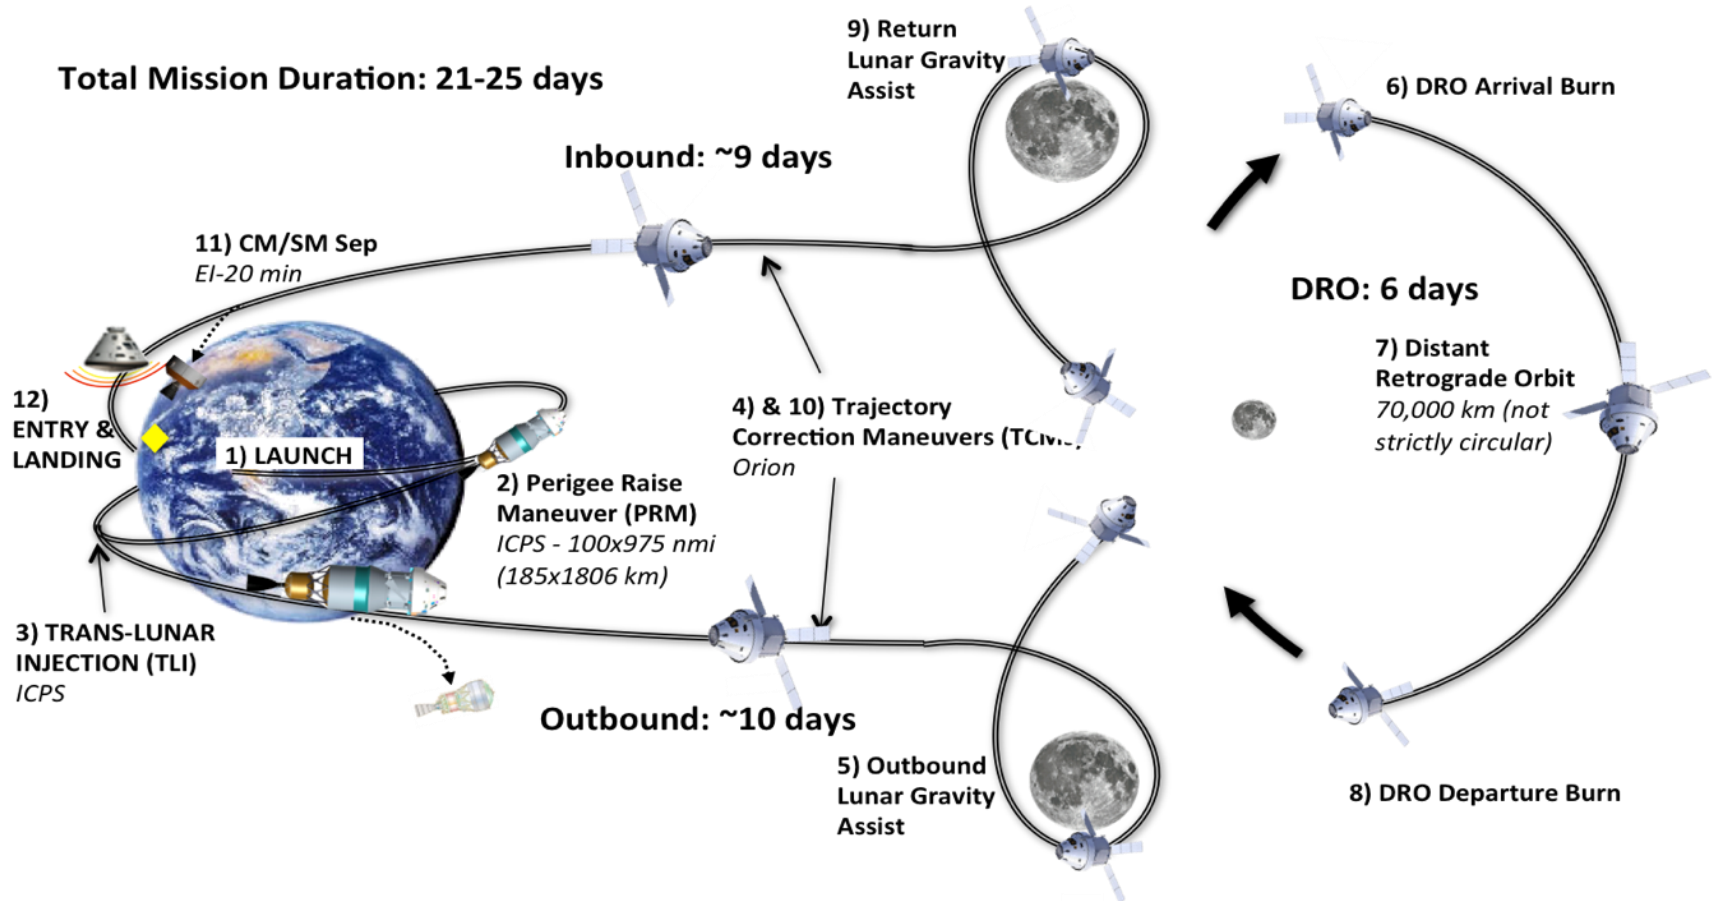 Total Mission Duration: 21-25 days
9) Return
Lunar Gravity
Assist
6) DRO Arrival Burn
Inbound: ~9 days
11) CM/SM Sep
EI-20 min
DRO: 6 days
7) Distant
Retrograde Orbit
70,000 km (not
strictly circular)
12)
ENTRY &
LANDING
1) LAUNCH
4) & 10) Trajectory
Correction Maneuvers (TCMs)
Orion
2) Perigee Raise
Maneuver (PRM)
ICPS - 100x975 nmi
(185x1806 km)
3) TRANS-LUNAR
INJECTION (TLI)
ICPS
Outbound: ~10 days
5) Outbound
Lunar Gravity
Assist
8) DRO Departure Burn